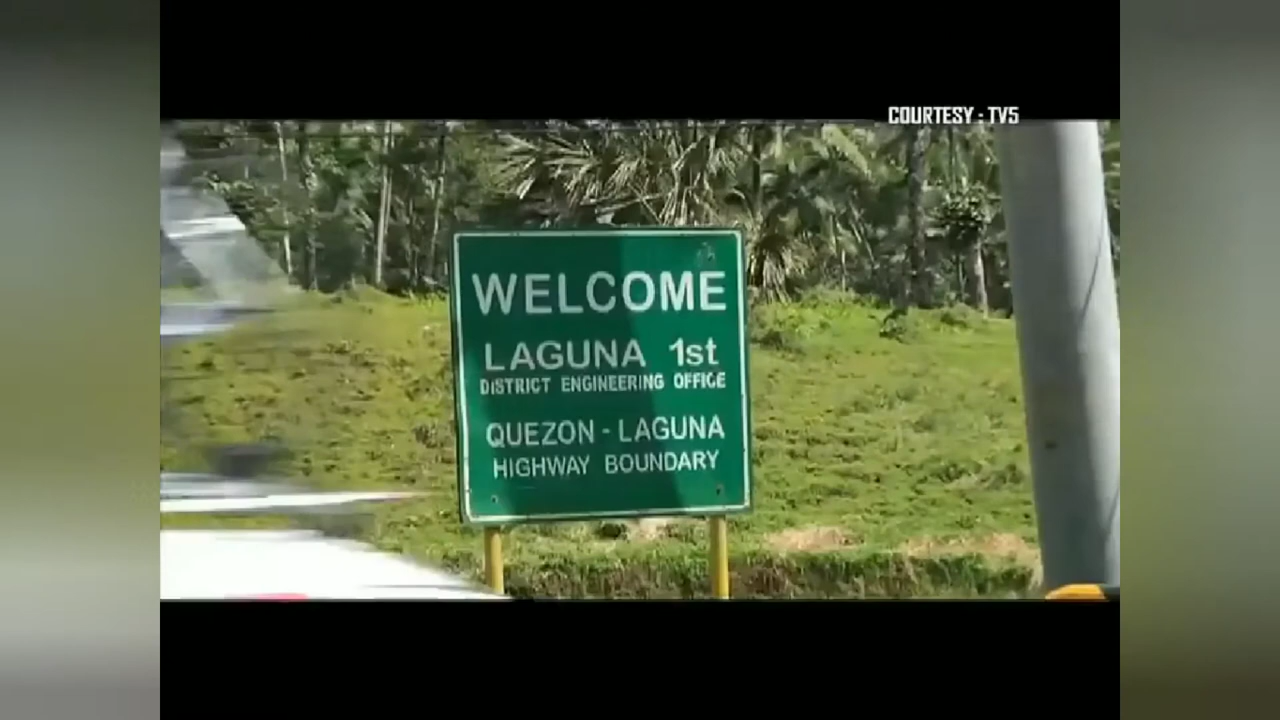 COURTESY : TV5
WELCOME
LAGUNA 1st
DISTRICT ENGINEERING OFFICE
QUEZON - LAGUNA
HIGHWAY BOUNDARY